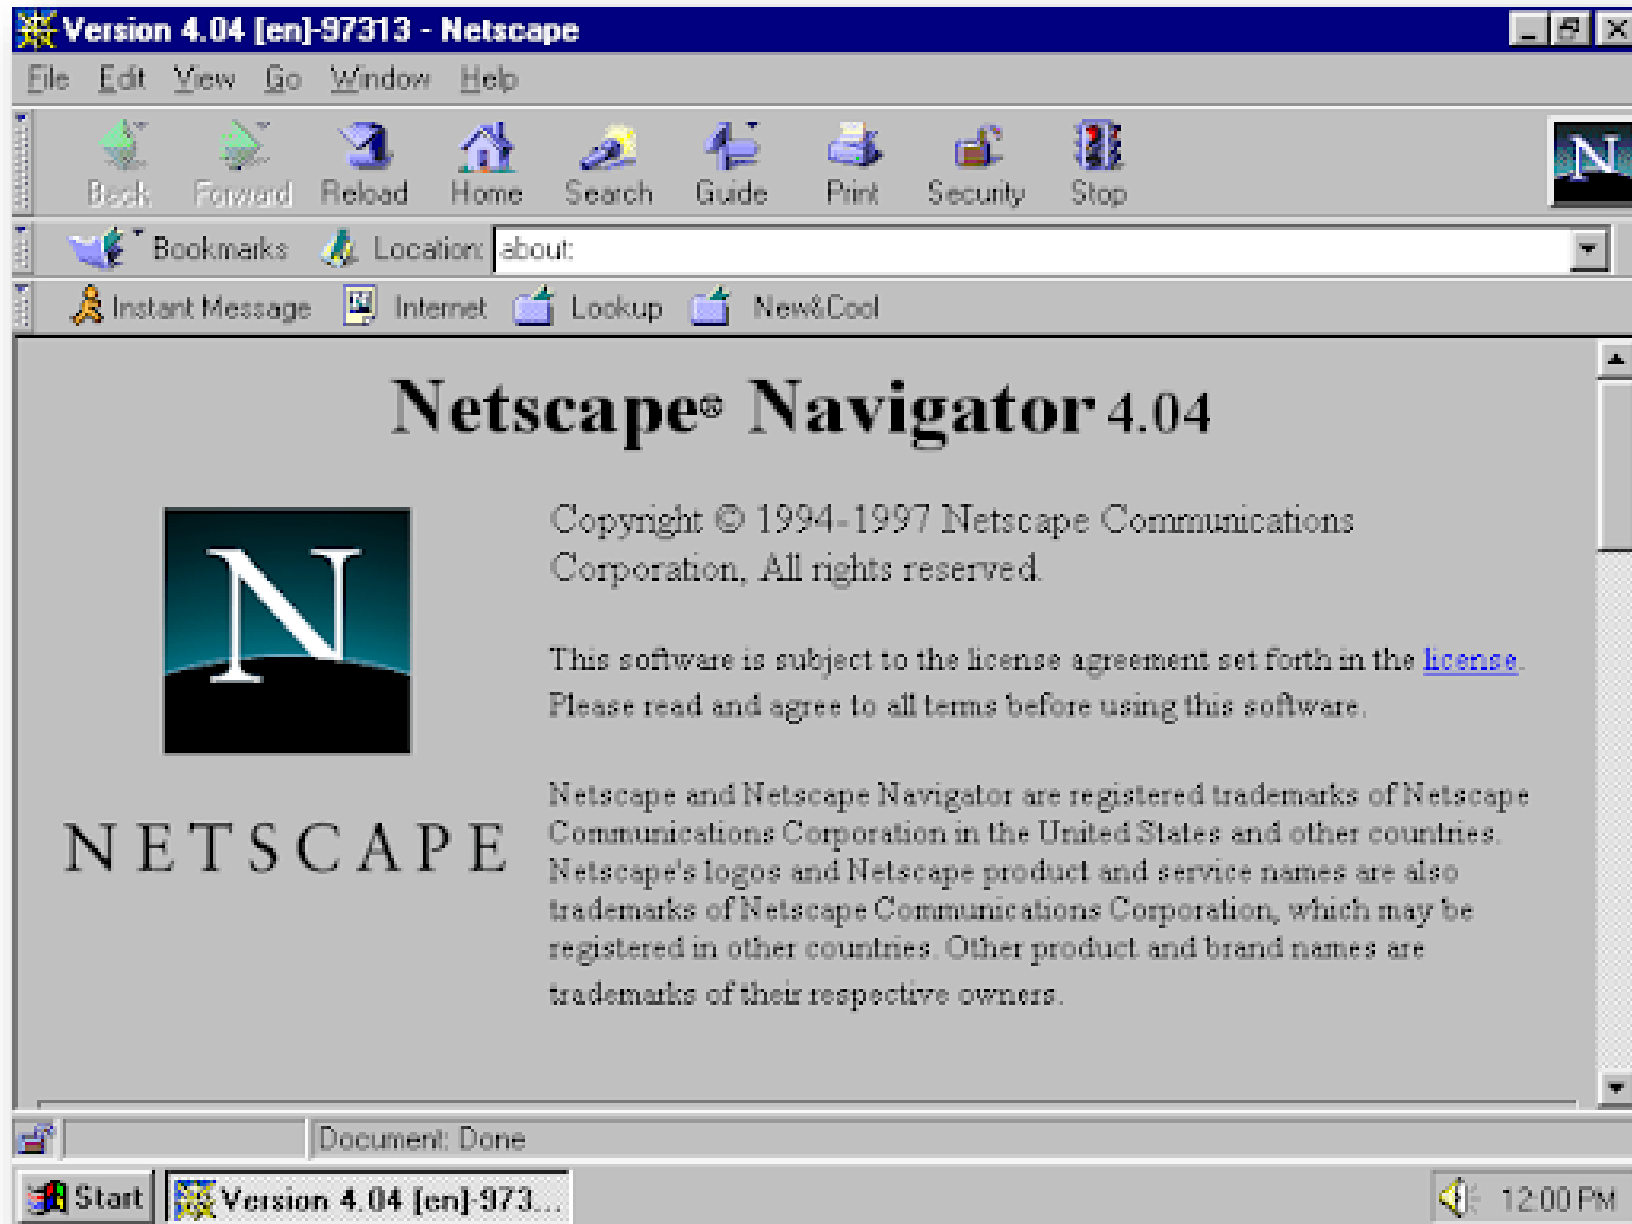 Version 4.04 [en]-97313 - Netscape
File Edit View Go Window Help
Back Forward Reload Home Search Guide Print Security Stop
N
Bookmarks Location: about:
Instant Message Internet Lookup New&Cool
Netscape® Navigator 4.04
N
NETSCAPE
Copyright © 1994-1997 Netscape Communications
Corporation, All rights reserved.
This software is subject to the license agreement set forth in the license.
Please read and agree to all terms before using this software.
Netscape and Netscape Navigator are registered trademarks of Netscape
Communications Corporation in the United States and other countries.
Netscape's logos and Netscape product and service names are also
trademarks of Netscape Communications Corporation, which may be
registered in other countries. Other product and brand names are
trademarks of their respective owners.
Document: Done
Start Version 4.04 [en]-973... 12:00 PM